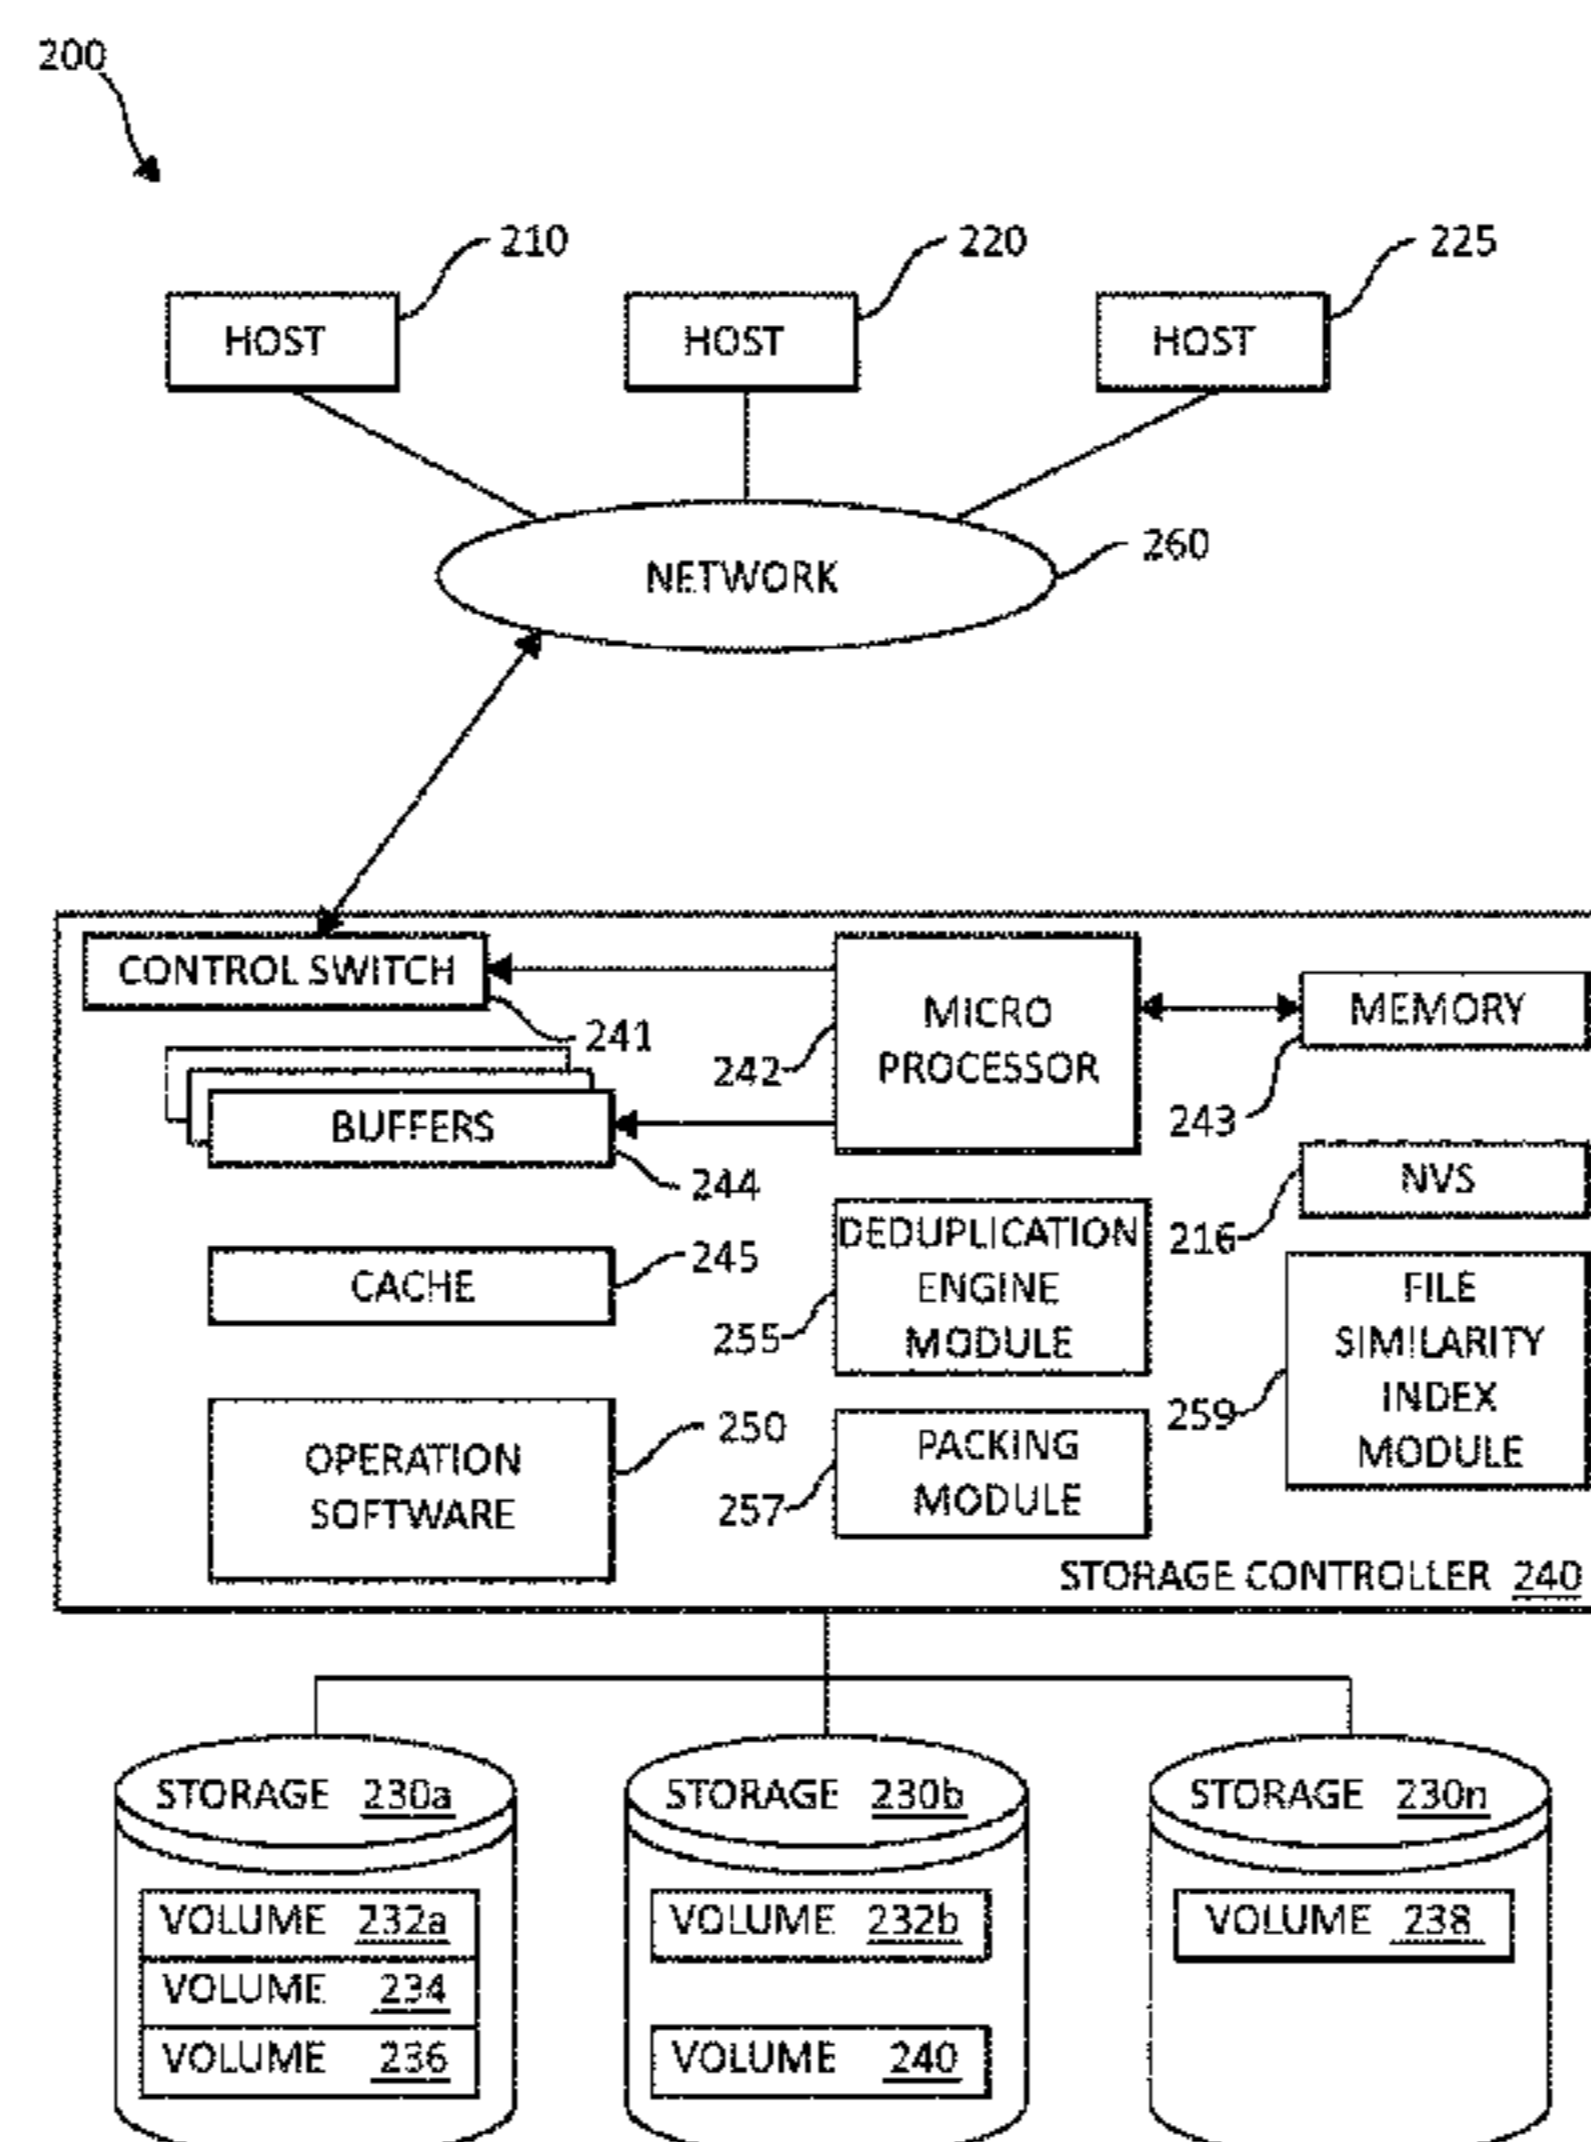 200
210
220
225
HOST
HOST
HOST
260
NETWORK
CONTROL SWITCH
241
MICRO
PROCESSOR
242
MEMORY
243
BUFFERS
244
NVS
216
CACHE
245
DEDUPLICATION
ENGINE
MODULE
255
FILE
SIMILARITY
INDEX
MODULE
259
OPERATION
SOFTWARE
250
PACKING
MODULE
257
STORAGE CONTROLLER 240
STORAGE 230a
VOLUME 232a
VOLUME 234
VOLUME 236
STORAGE 230b
VOLUME 232b
VOLUME 240
STORAGE 230n
VOLUME 238